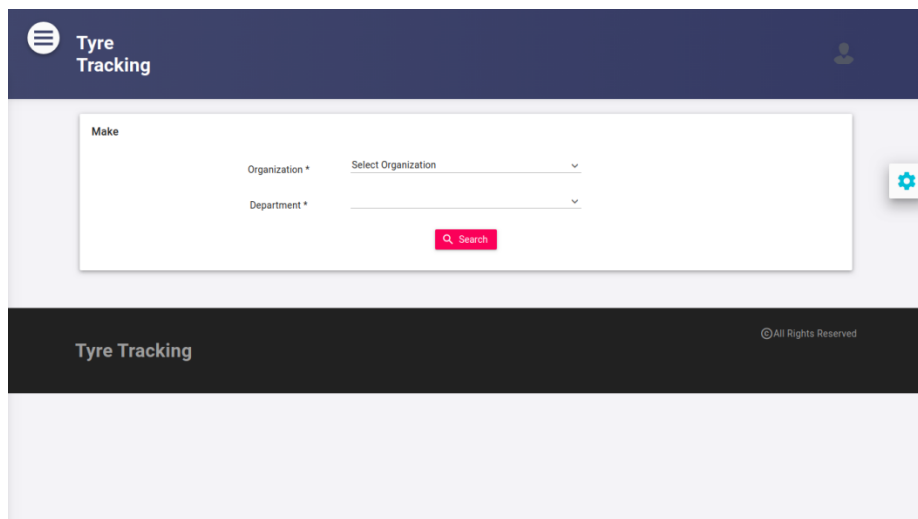 Tyre
Tracking
Make
Organization *
Select Organization
Department *
Search
Tyre Tracking
©All Rights Reserved